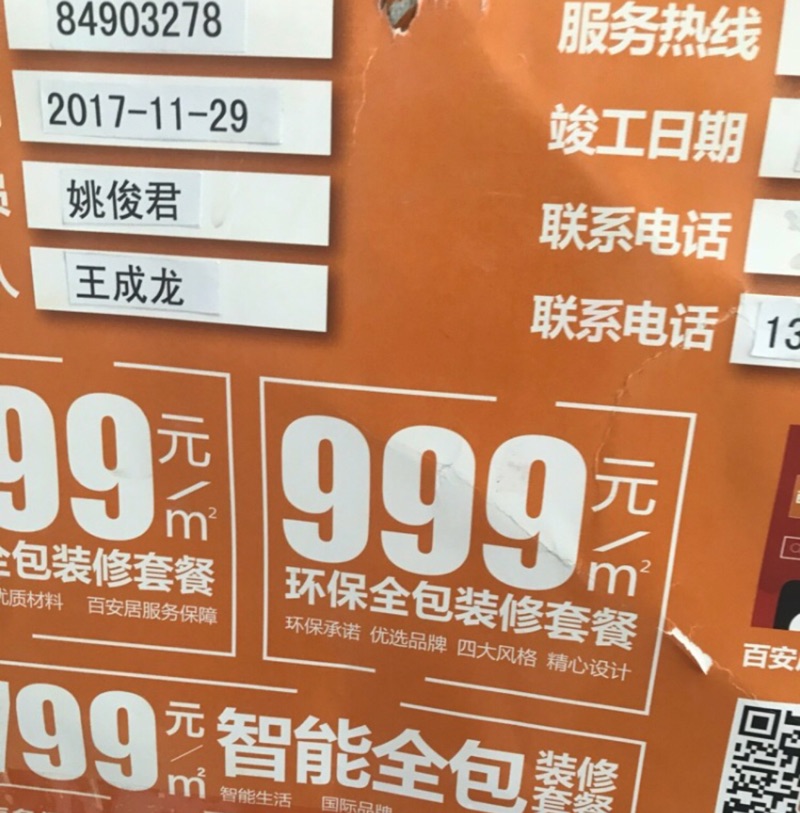 84903278
服务热线
2017-11-29
竣工日期
姚俊君
联系电话
人
王成龙
联系电话
13
99元/m²
全包装修套餐
优质材料 百安居服务保障
999元/m²
环保全包装修套餐
环保承诺 优选品牌 四大风格 精心设计
百安
199元/m²
智能全包装修套餐
智能生活 国际品牌